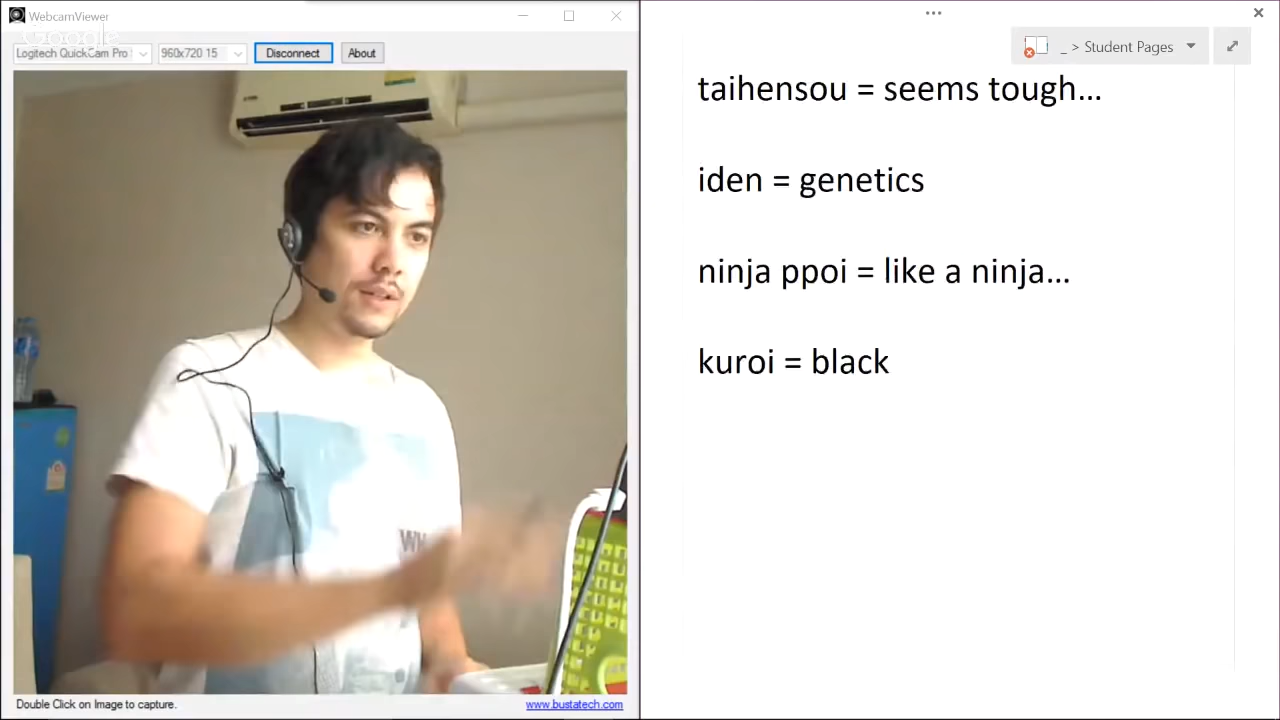 WebcamViewer
Google
Logitech QuickCam Pro
960x720 15
Disconnect
About
Double Click on Image to capture.
www.bustatech.com
_ > Student Pages
taihensou = seems tough...
iden = genetics
ninja ppoi = like a ninja...
kuroi = black